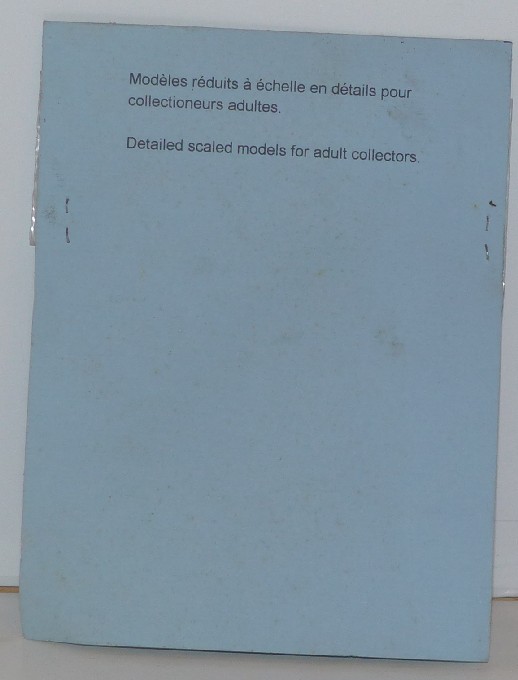 Modèles réduits à échelle en détails pour
collectioneurs adultes.
Detailed scaled models for adult collectors.